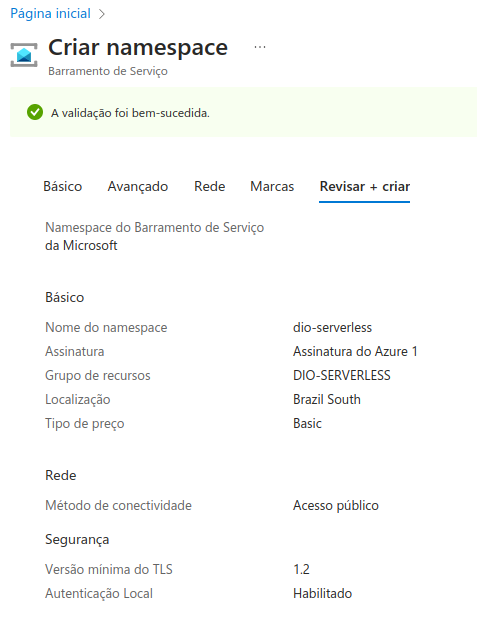 Página inicial
Criar namespace
Barramento de Serviço
A validação foi bem-sucedida.
Básico Avançado Rede Marcas Revisar + criar
Namespace do Barramento de Serviço
da Microsoft
Básico
Nome do namespace dio-serverless
Assinatura Assinatura do Azure 1
Grupo de recursos DIO-SERVERLESS
Localização Brazil South
Tipo de preço Basic
Rede
Método de conectividade Acesso público
Segurança
Versão mínima do TLS 1.2
Autenticação Local Habilitado